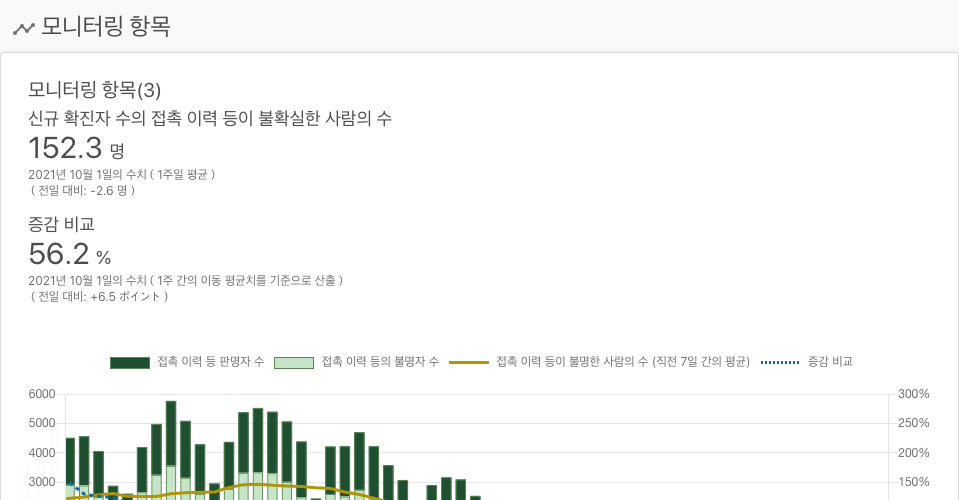 모니터링 항목
모니터링 항목(3)
신규 확진자 수의 접촉 이력 등이 불확실한 사람의 수
152.3 명
2021년 10월 1일의 수치 ( 1주일 평균 )
( 전일 대비: -2.6 명 )
증감 비교
56.2 %
2021년 10월 1일의 수치 ( 1주 간의 이동 평균치를 기준으로 산출 )
( 전일 대비: +6.5 ポイント )
접촉 이력 등 판명자 수 접촉 이력 등의 불명자 수 접촉 이력 등이 불명한 사람의 수 (직전 7일 간의 평균) 증감 비교
6000 300%
5000 250%
4000 200%
3000 150%